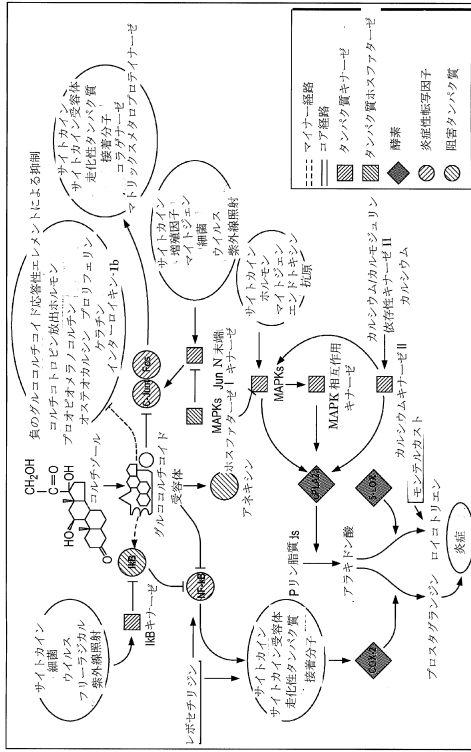 負のグルココルチコイド応答性エレメントによる抑制
コルチコトロピン放出ホルモン
プロオピオメラノコルチン
オステオカルシン プロリフェリン
ケラチン
インターロイキン-1b
サイトカイン
サイトカイン受容体
走化性タンパク質
接着分子
コラゲナーゼ
マトリックスメタロプロテイナーゼ
CH₂OH
C=O
OH
HO
O
コルチゾール
サイトカイン
細菌
ウイルス
フリーラジカル
紫外線照射
IKB
IKBキナーゼ
グルココルチコイド
受容体
C-Jun
Fos
サイトカイン
増殖因子
マイトジェン
細菌
ウィルス
紫外線照射
Jun N 末端
キナーゼ
MAPKs
ホスファターゼ I
アネキシン
NF-kB
レボセチリジン
サイトカイン
サイトカイン受容体
走化性タンパク質
接着分子
サイトカイン
ホルモン
マイトジェン
エンドトキシン
抗原
MAPKs
MAPK 相互作用
キナーゼ
カルシウム/カルモジュリン
依存性キナーゼ II
カルシウム
カルシウムキナーゼ II
cPLA2
Pリン脂質 Js
アラキドン酸
5-LOX
COX-2
モンテルカスト
ロイコトリエン
プロスタグランジン
炎症
マイナー経路
コア経路
タンパク質キナーゼ
タンパク質ホスファターゼ
酵素
炎症性転写因子
阻害タンパク質